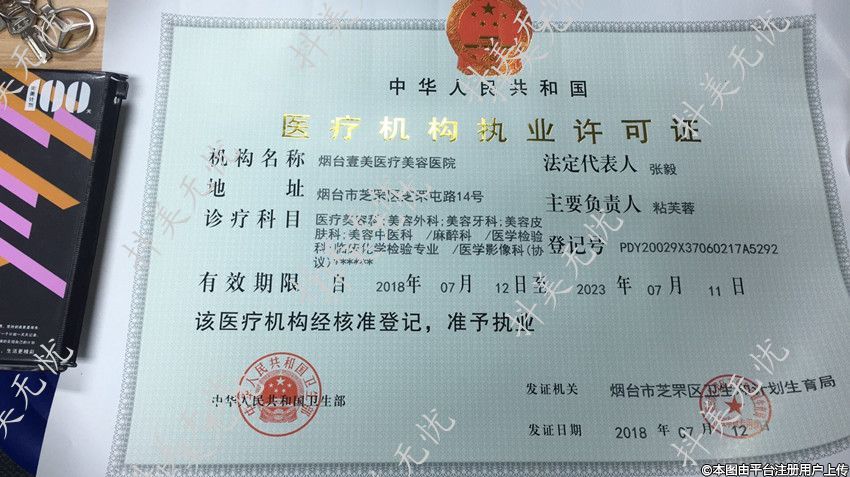 中华人民共和国
医疗机构执业许可证
机构名称 烟台壹美医疗美容医院
法定代表人 张毅
地址 烟台市芝罘区芝罘屯路14号
主要负责人 粘芙蓉
诊疗科目 医疗美容科;美容外科;美容牙科;美容皮
肤科;美容中医科 /麻醉科 /医学检验
科;临床化学检验专业 /医学影像科(协
议)******
登记号 PDY20029X37060217A5292
有效期限 自 2018年 07月 12日至 2023年 07月 11日
该医疗机构经核准登记，准予执业
中华人民共和国卫生部
发证机关 烟台市芝罘区卫生和计划生育局
发证日期 2018年 07月 12日
100天
抖美无忧
©本图由平台注册用户上传